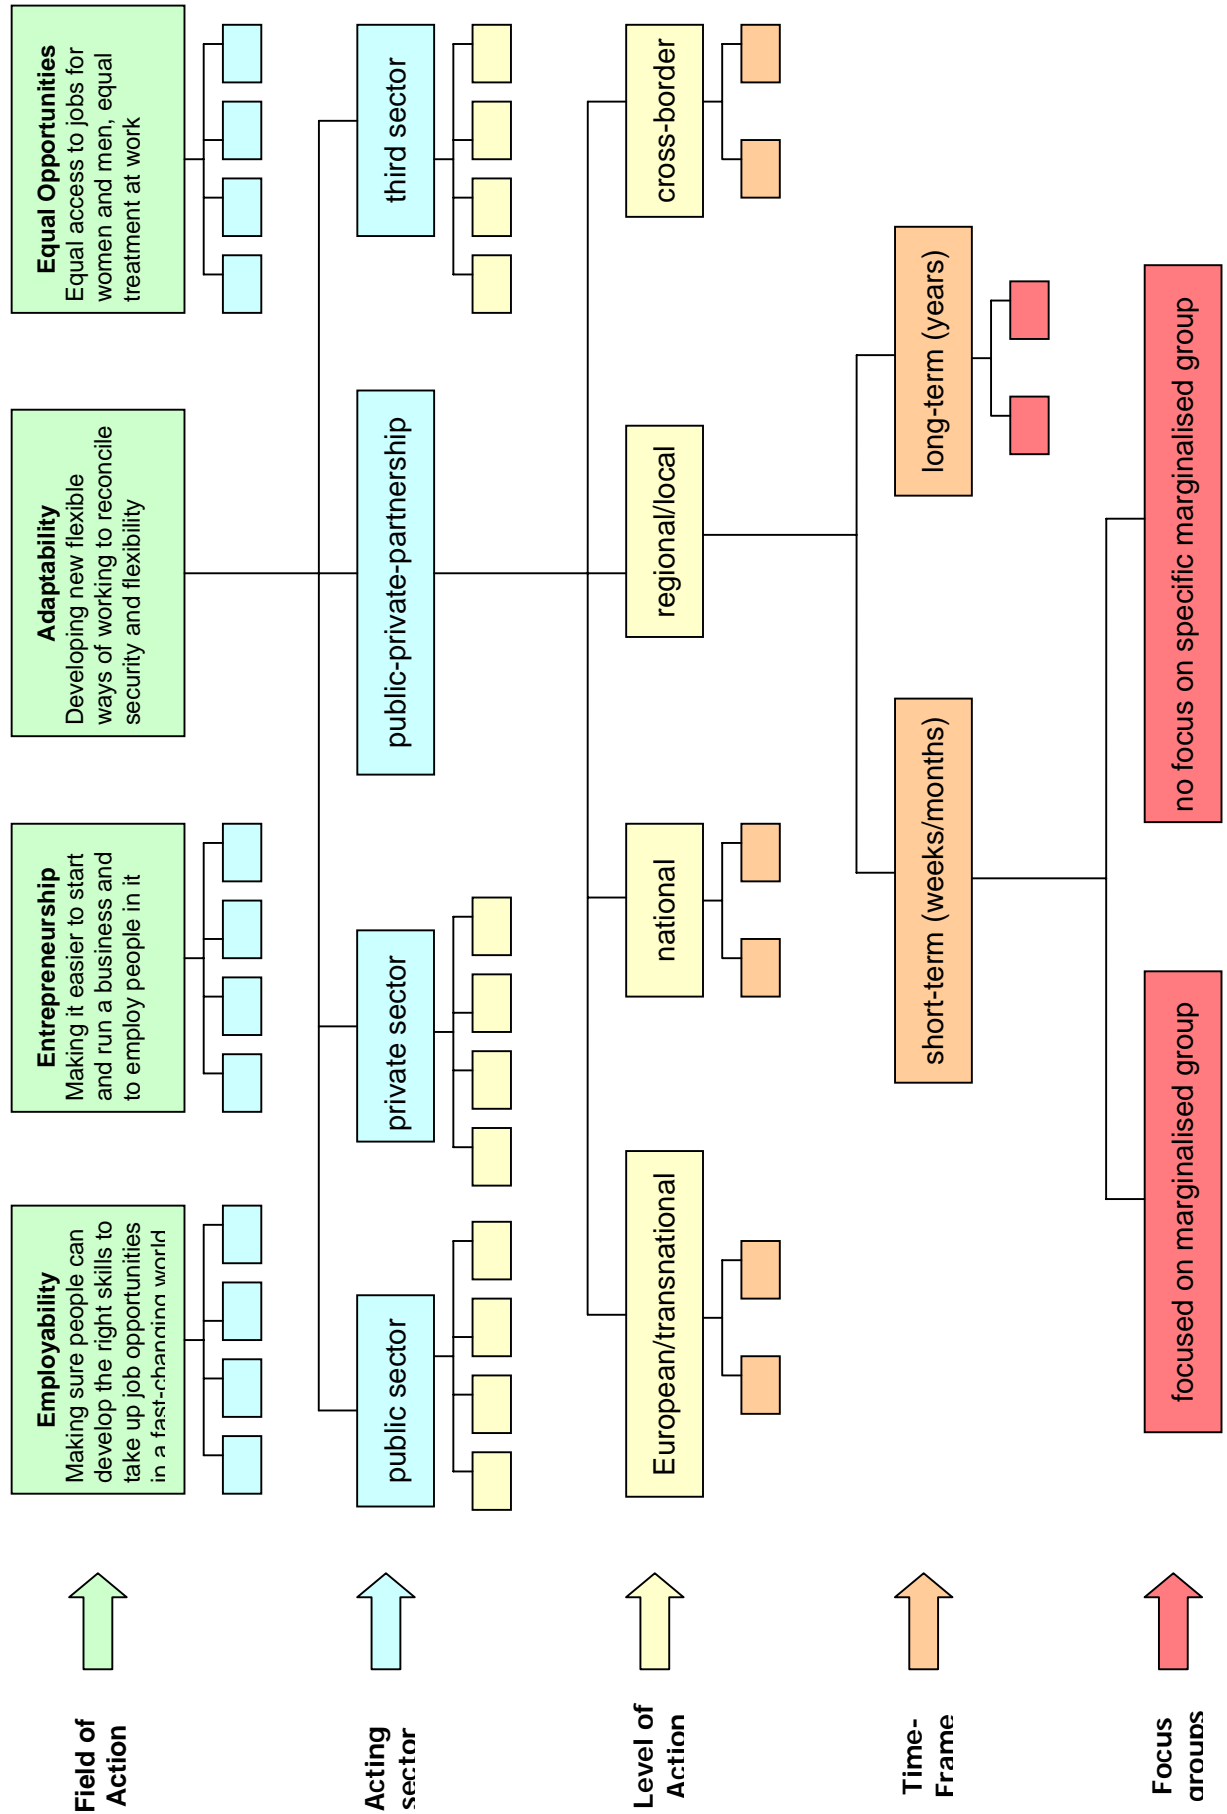 Field of
Action
Employability
Making sure people can
develop the right skills to
take up job opportunities
in a fast-changing world
Entrepreneurship
Making it easier to start
and run a business and
to employ people in it
Adaptability
Developing new flexible
ways of working to reconcile
security and flexibility
Equal Opportunities
Equal access to jobs for
women and men, equal
treatment at work
Acting
sector
public sector
private sector
public-private-partnership
third sector
Level of
Action
European/transnational
national
regional/local
cross-border
Time-
Frame
short-term (weeks/months)
long-term (years)
Focus
groups
focused on marginalised group
no focus on specific marginalised group